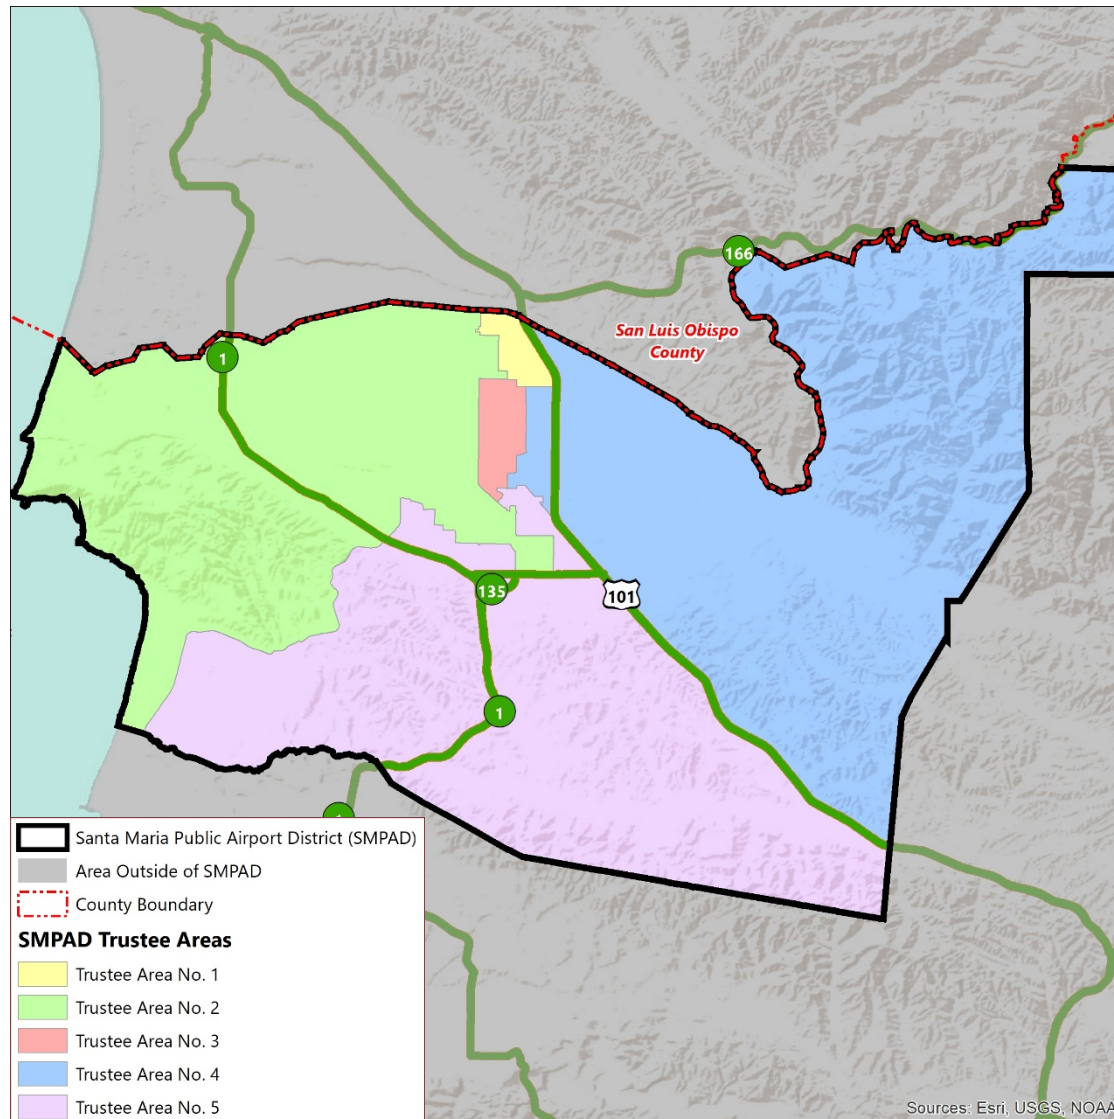 166
San Luis Obispo
County
1
135
101
1
Santa Maria Public Airport District (SMPAD)
Area Outside of SMPAD
County Boundary
SMPAD Trustee Areas
Trustee Area No. 1
Trustee Area No. 2
Trustee Area No. 3
Trustee Area No. 4
Trustee Area No. 5
Sources: Esri, USGS, NOAA